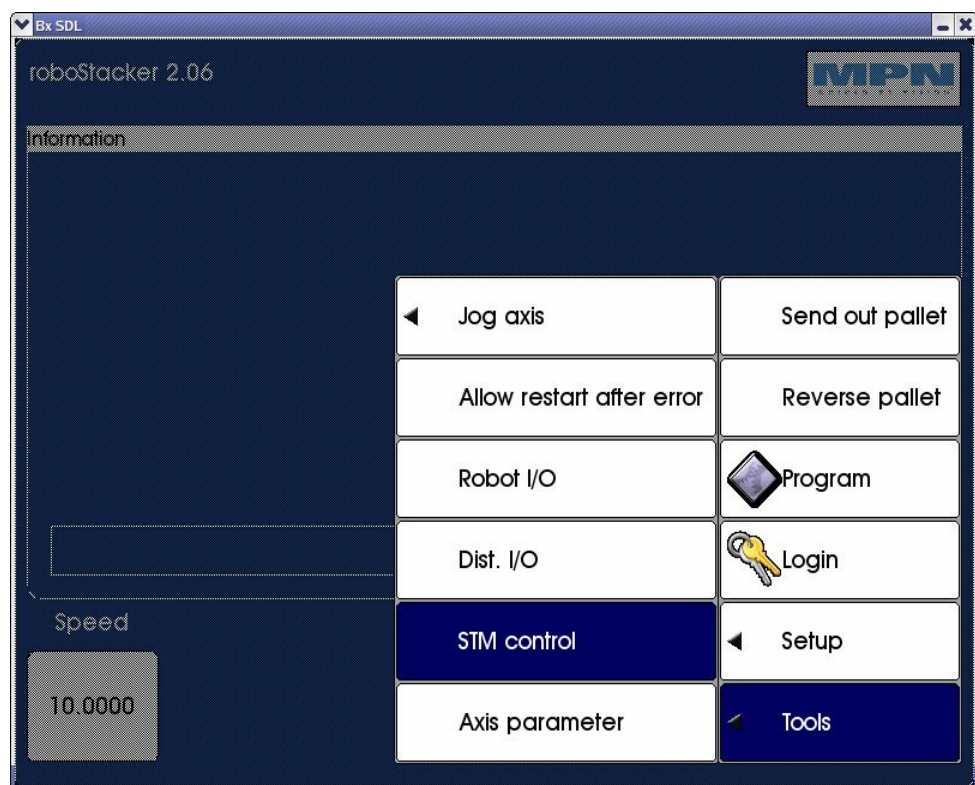 Bx SDL
roboStacker 2.06
MPN
Information
Jog axis
Send out pallet
Allow restart after error
Reverse pallet
Robot I/O
Program
Dist. I/O
Login
STM control
Setup
Axis parameter
Tools
Speed
10.0000